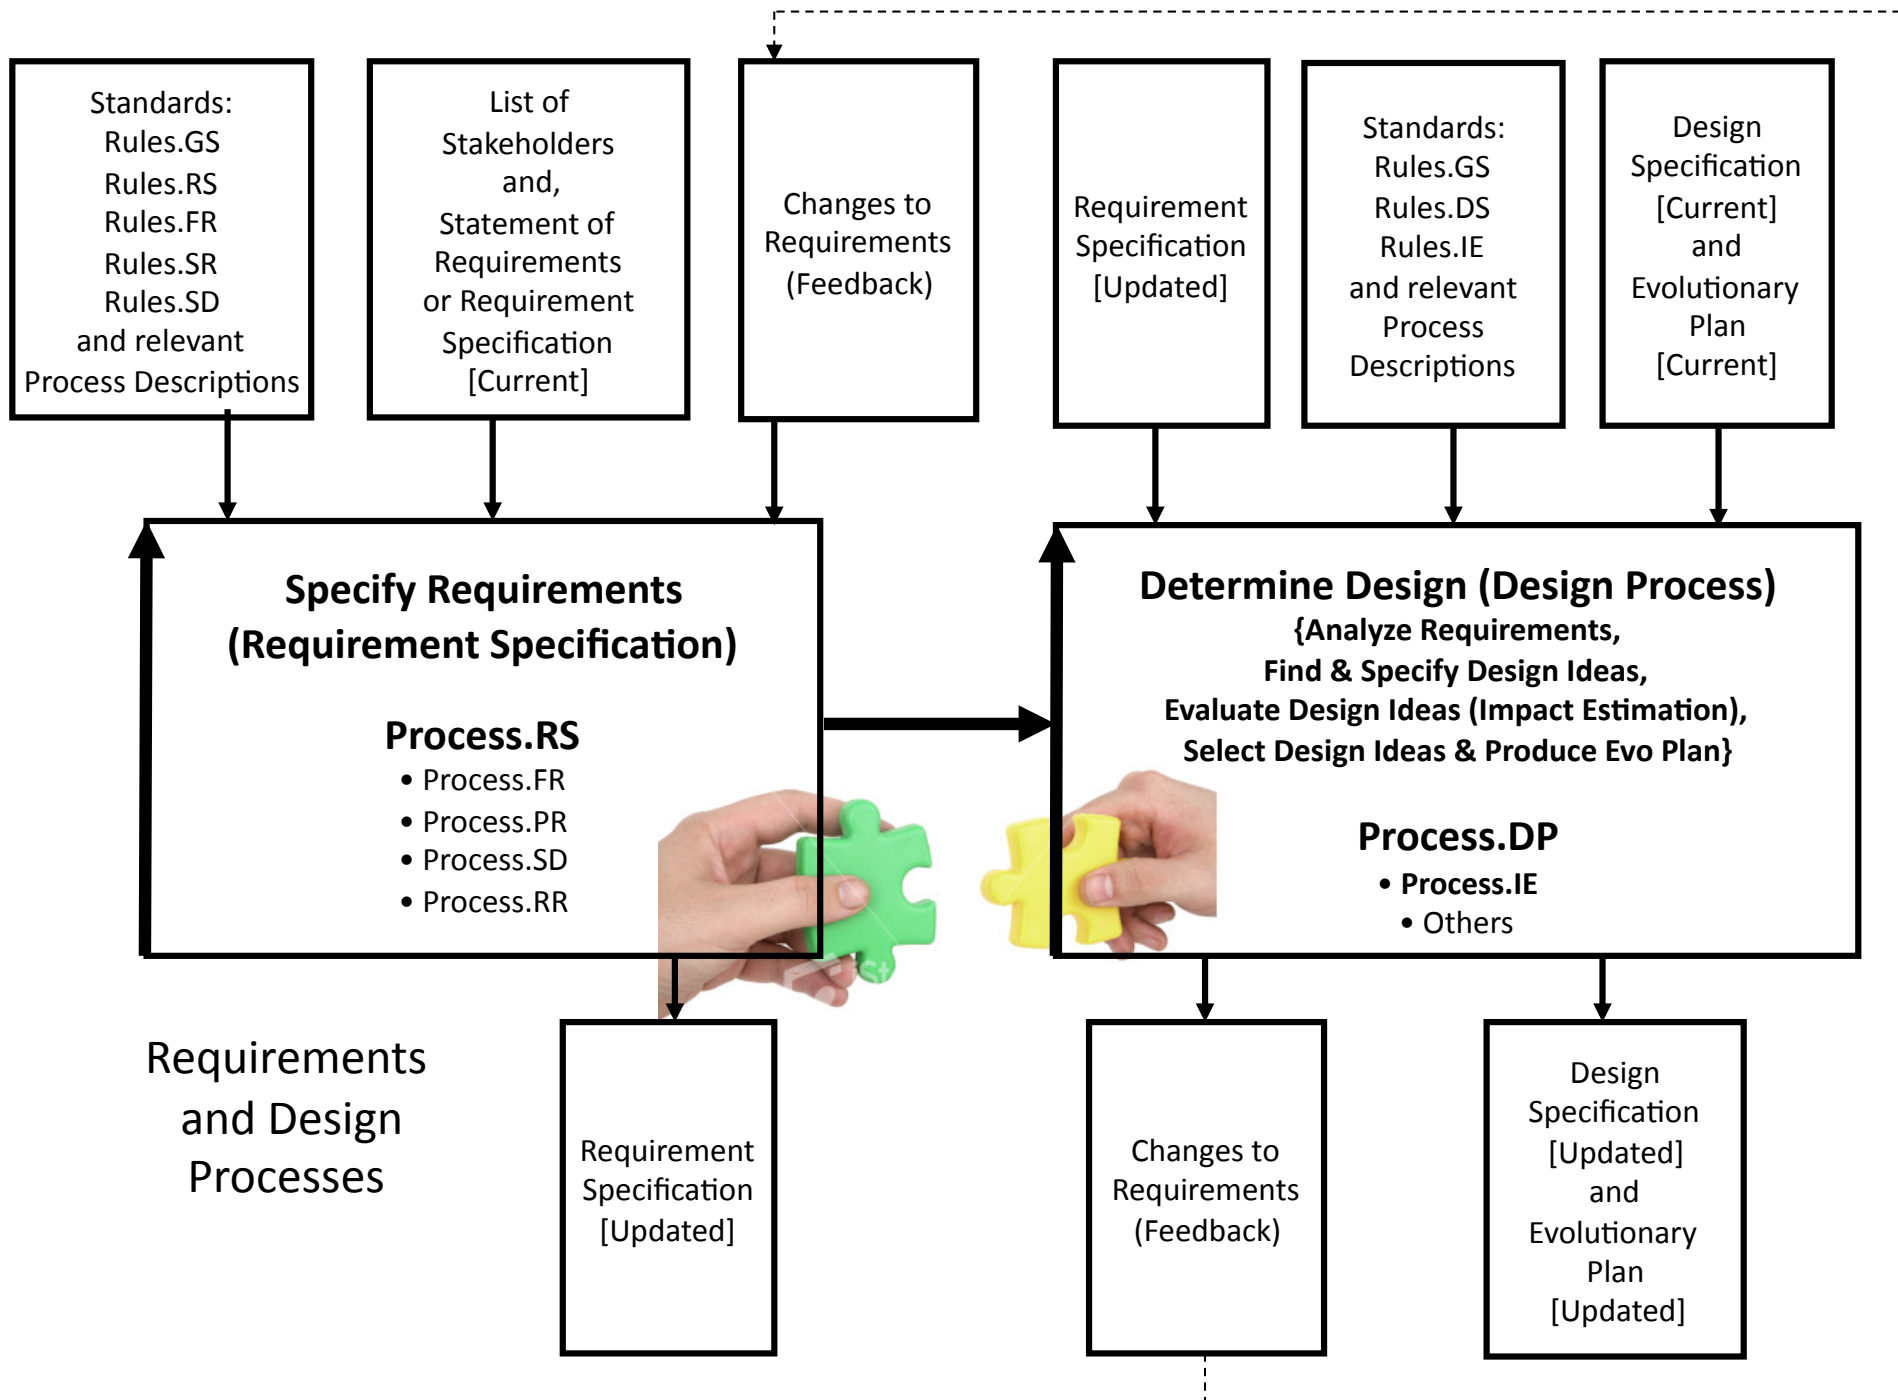 Standards:
Rules.GS
Rules.RS
Rules.FR
Rules.SR
Rules.SD
and relevant
Process Descriptions
List of
Stakeholders
and,
Statement of
Requirements
or Requirement
Specification
[Current]
Changes to
Requirements
(Feedback)
Requirement
Specification
[Updated]
Standards:
Rules.GS
Rules.DS
Rules.IE
and relevant
Process
Descriptions
Design
Specification
[Current]
and
Evolutionary
Plan
[Current]
Specify Requirements
(Requirement Specification)
Process.RS
• Process.FR
• Process.PR
• Process.SD
• Process.RR
Determine Design (Design Process)
{Analyze Requirements,
Find & Specify Design Ideas,
Evaluate Design Ideas (Impact Estimation),
Select Design Ideas & Produce Evo Plan}
Process.DP
• Process.IE
• Others
Requirements
and Design
Processes
Requirement
Specification
[Updated]
Changes to
Requirements
(Feedback)
Design
Specification
[Updated]
and
Evolutionary
Plan
[Updated]